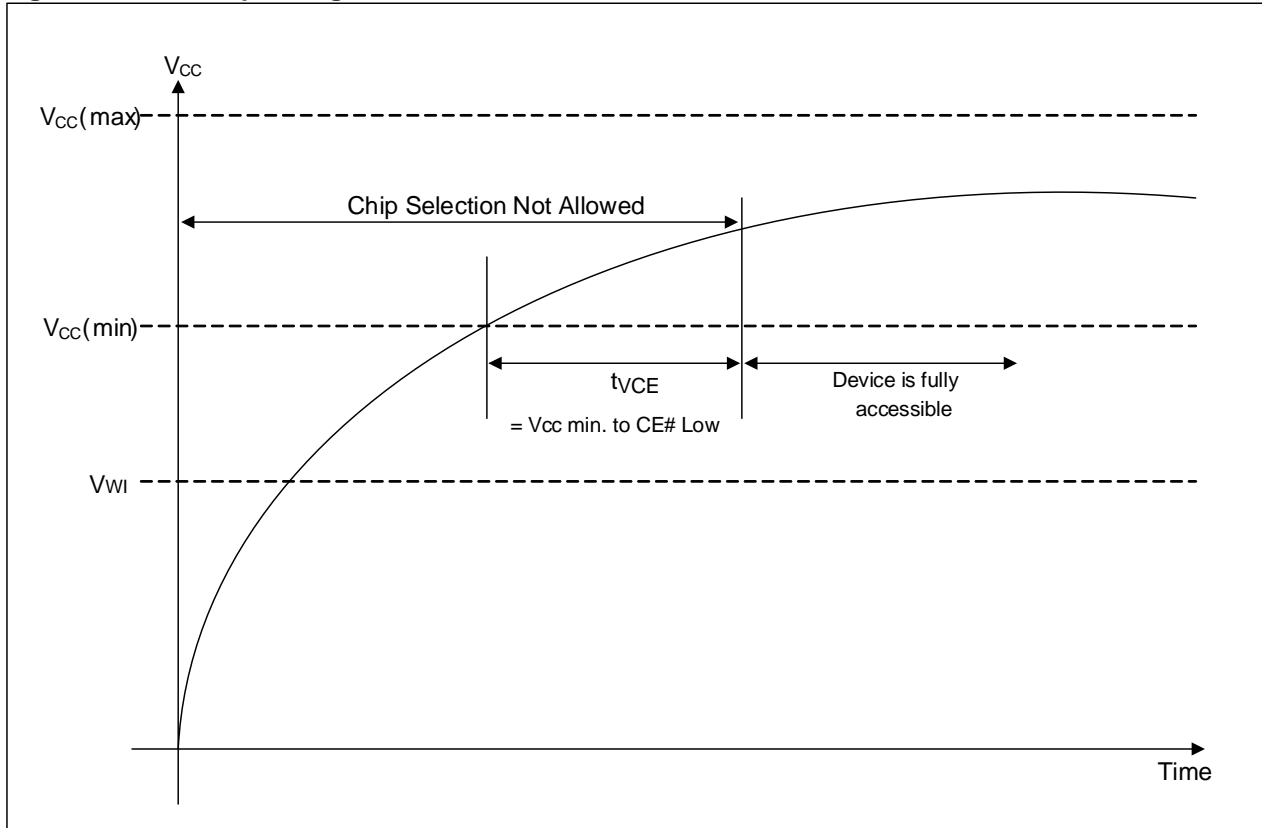 VCC
VCC(max)
Chip Selection Not Allowed
VCC(min)
tVCE
= Vcc min. to CE# Low
Device is fully
accessible
VWI
Time